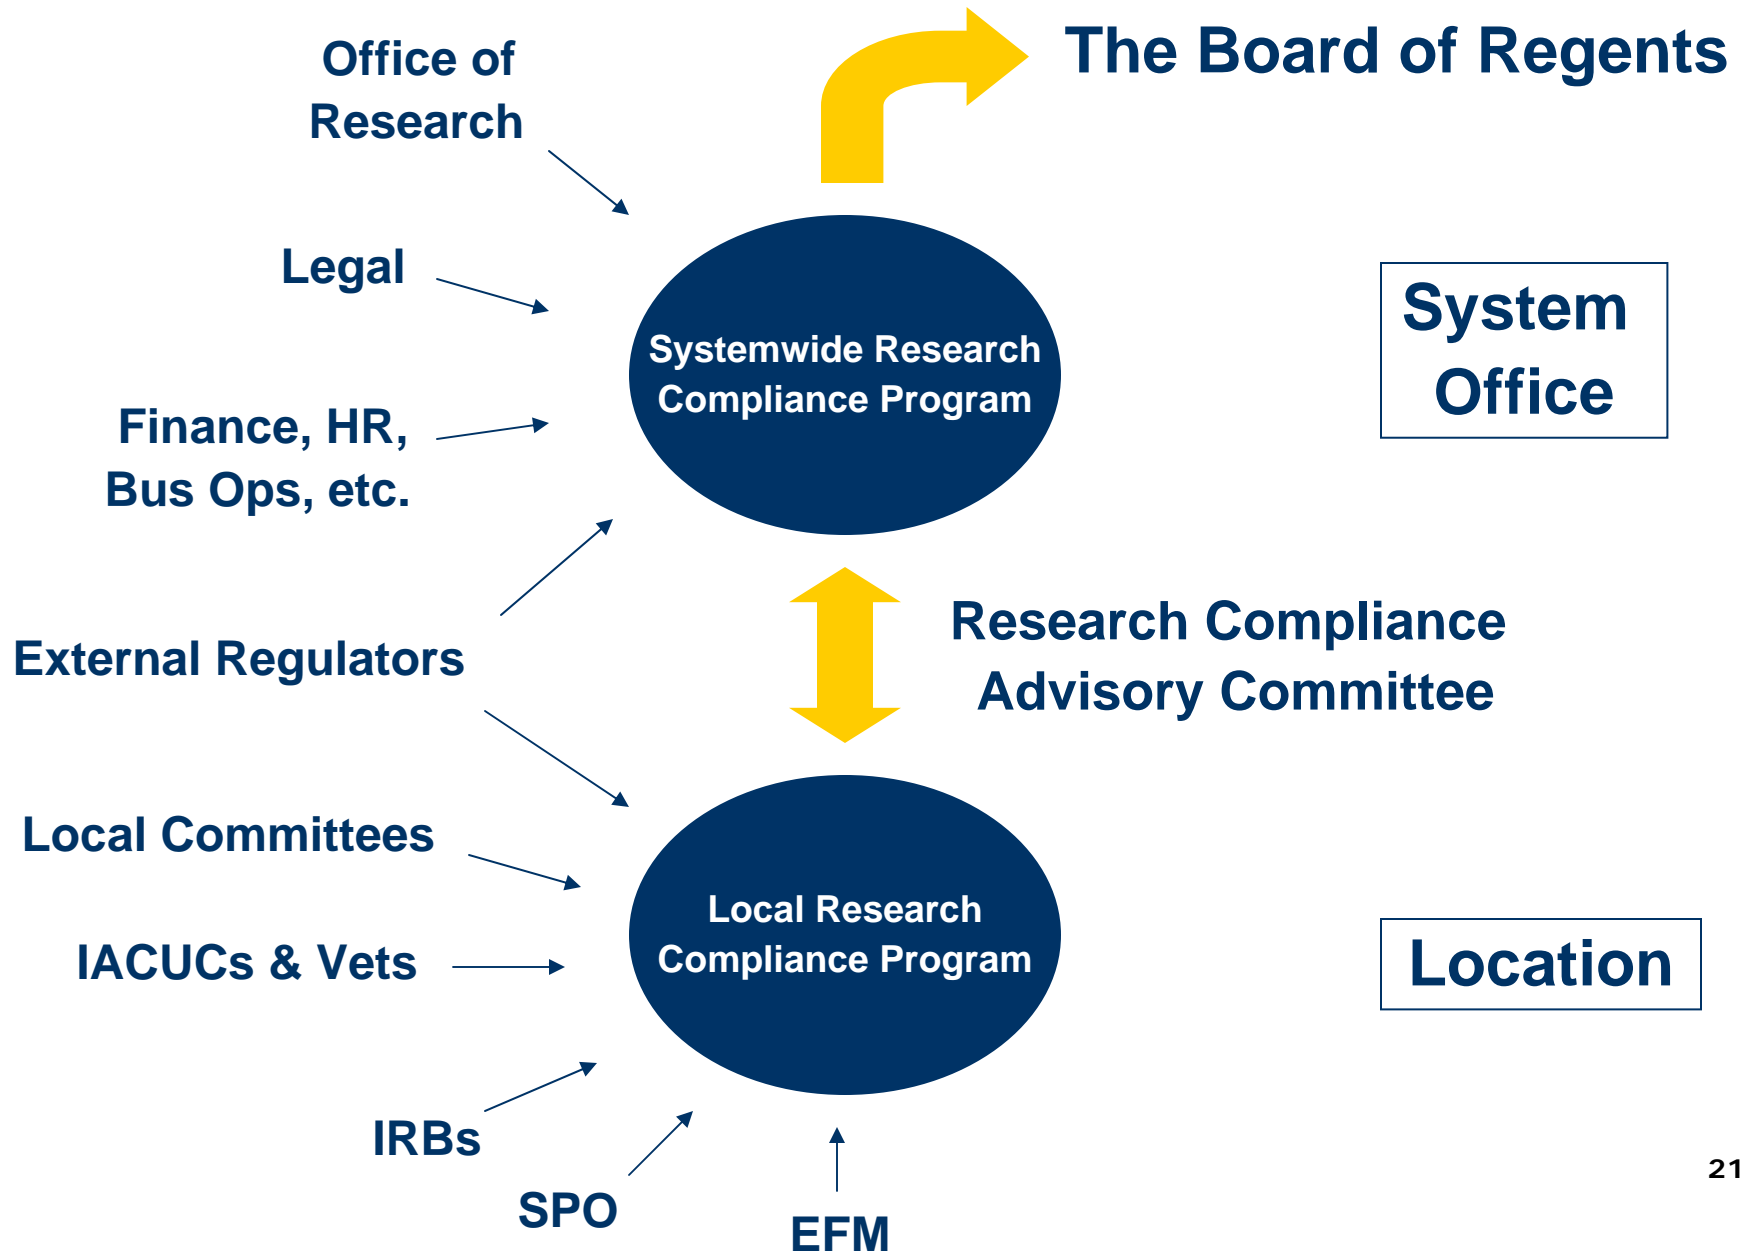 Office of
Research
The Board of Regents
Legal
Systemwide Research
Compliance Program
System
Office
Finance, HR,
Bus Ops, etc.
External Regulators
Research Compliance
Advisory Committee
Local Committees
Local Research
Compliance Program
IACUCs & Vets
Location
IRBs
SPO
EFM
21